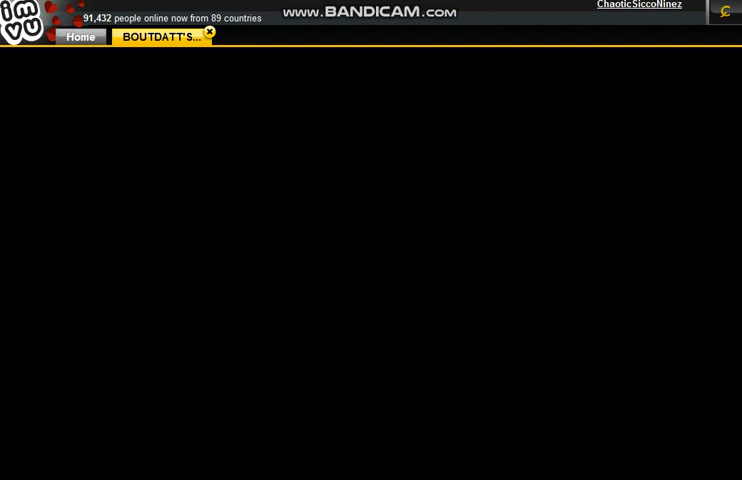 ChaoticSiccoNinez
www.BANDICAM.com
91,432 people online now from 89 countries
imvu
Home
BOUTDATT'S...